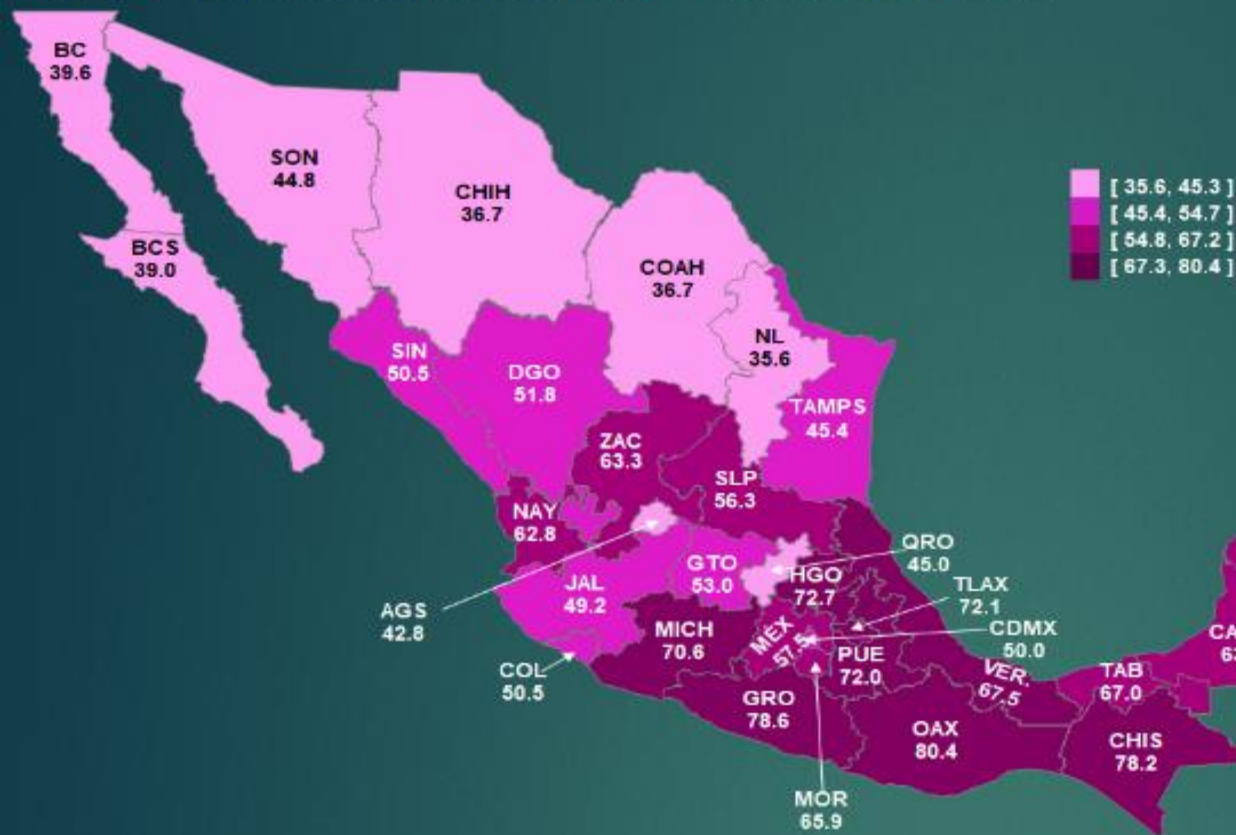 BC
39.6
SON
44.8
CHIH
36.7
BCS
39.0
COAH
36.7
[ 35.6, 45.3 ]
[ 45.4, 54.7 ]
[ 54.8, 67.2 ]
[ 67.3, 80.4 ]
NL
35.6
SIN
50.5
DGO
51.8
TAMPS
45.4
ZAC
63.3
SLP
56.3
NAY
62.8
QRO
45.0
GTO
53.0
HGO
72.7
JAL
49.2
TLAX
72.1
AGS
42.8
MICH
70.6
MÉX
57.5
CDMX
50.0
PUE
72.0
COL
50.5
VER.
67.5
TAB
67.0
GRO
78.6
OAX
80.4
CHIS
78.2
MOR
65.9